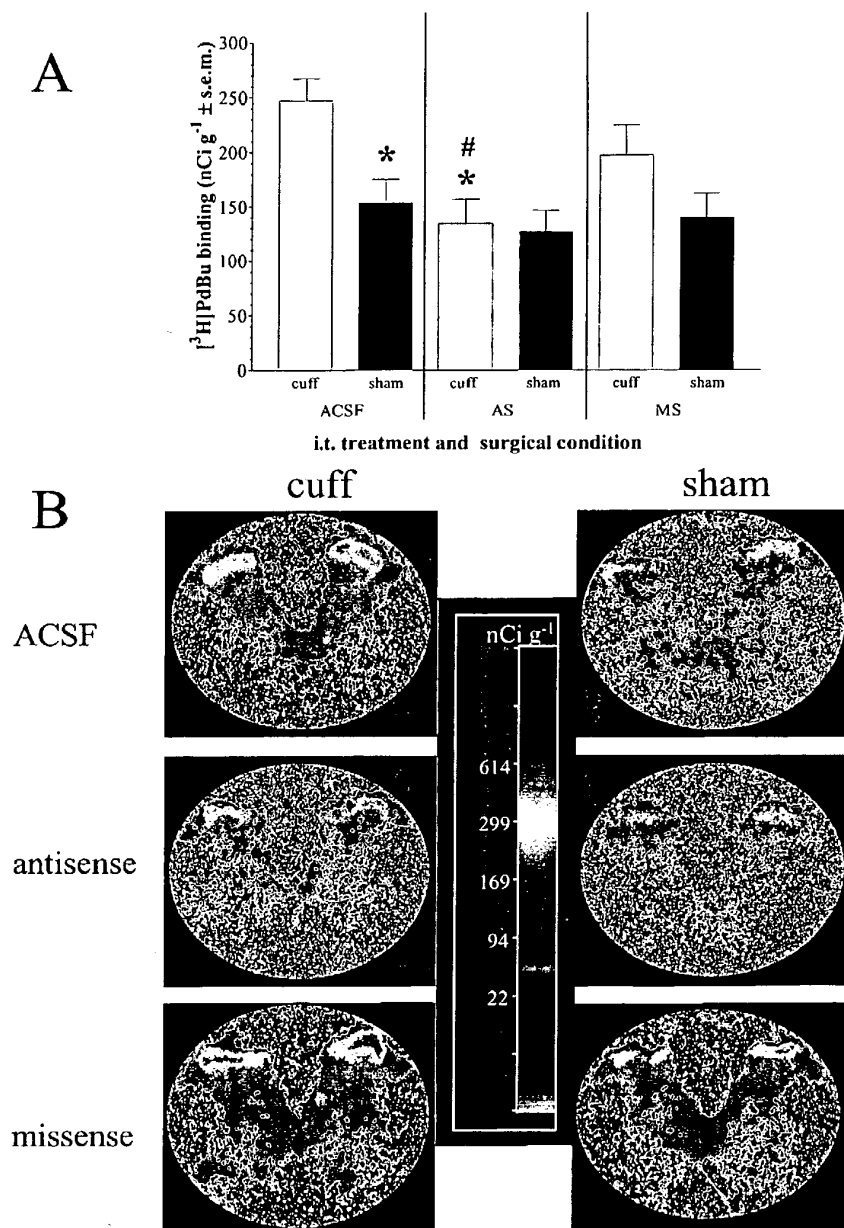 A
[³H]PdBu binding (nCi g⁻¹ ± s.e.m.)
300
250
200
150
100
50
0
*
#
*
cuff sham cuff sham cuff sham
ACSF AS MS
i.t. treatment and surgical condition
B
cuff sham
ACSF
antisense
missense
nCi g⁻¹
614
299
169
94
22